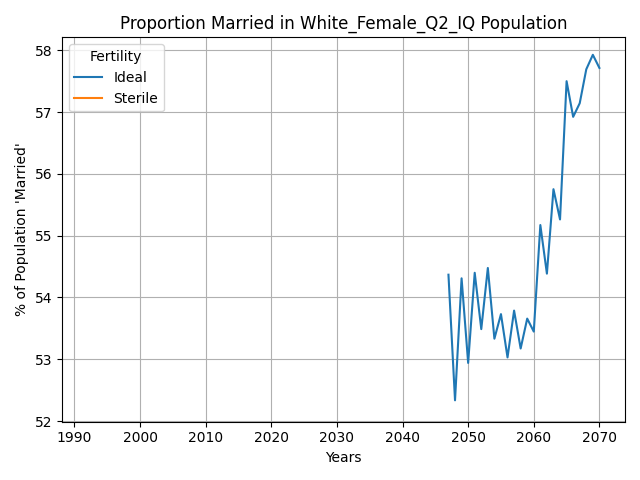 Proportion Married in White_Female_Q2_IQ Population
Fertility
Ideal
Sterile
% of Population 'Married'
58
57
56
55
54
53
52
1990 2000 2010 2020 2030 2040 2050 2060 2070
Years